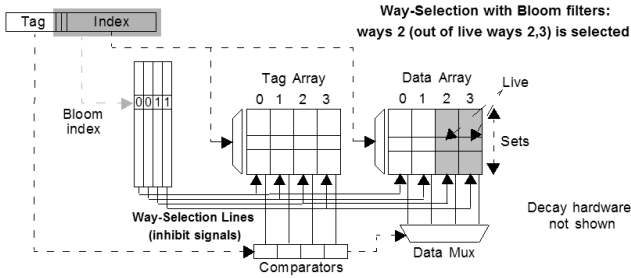 Way-Selection with Bloom filters:
ways 2 (out of live ways 2,3) is selected
Tag Index
Tag Array
0 1 2 3
Data Array
0 1 2 3
Live
0011
Bloom
index
Sets
Way-Selection Lines
(inhibit signals)
Decay hardware
not shown
Comparators
Data Mux